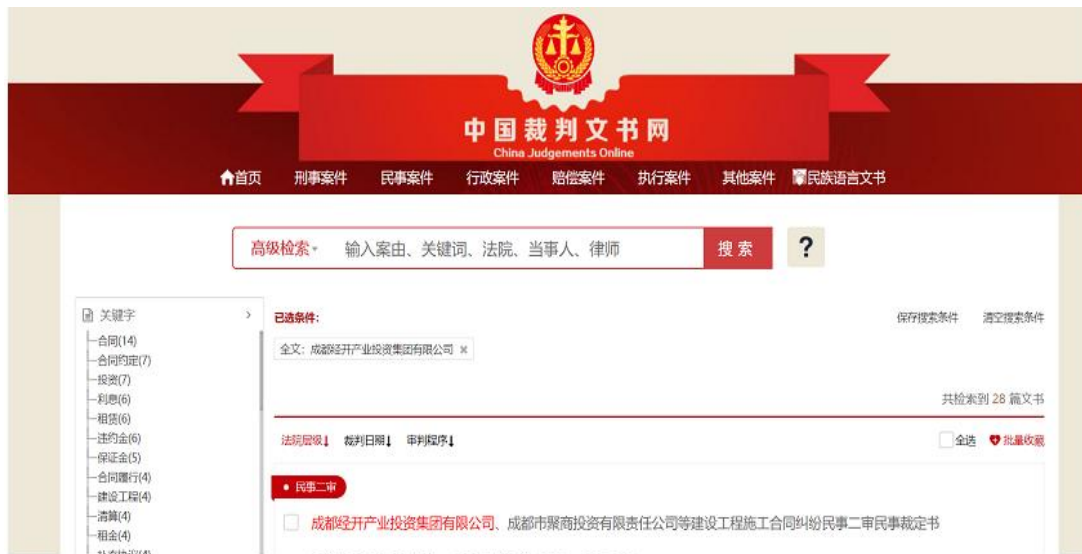 中国裁判文书网
China Judgements Online
首页 刑事案件 民事案件 行政案件 赔偿案件 执行案件 其他案件 民族语言文书
高级检索 输入案由、关键词、法院、当事人、律师 搜索 ?
关键字 >
合同(14)
合同约定(7)
投资(7)
利息(6)
租赁(6)
违约金(6)
保证金(5)
合同履行(4)
建设工程(4)
清算(4)
租金(4)
已选条件:
保存搜索条件 清空搜索条件
全文: 成都经开产业投资集团有限公司 ×
共检索到 28 篇文书
法院层级↓ 裁判日期↓ 审判程序↓
全选 批量收藏
• 民事二审
成都经开产业投资集团有限公司、成都市聚商投资有限责任公司等建设工程施工合同纠纷民事二审民事裁定书